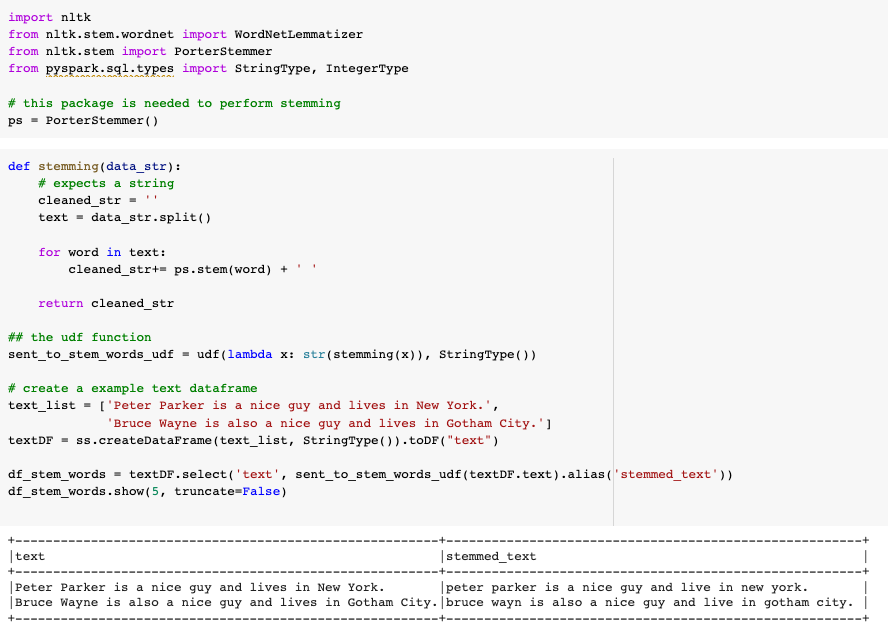 import nltk
from nltk.stem.wordnet import WordNetLemmatizer
from nltk.stem import PorterStemmer
from pyspark.sql.types import StringType, IntegerType

# this package is needed to perform stemming
ps = PorterStemmer()

def stemming(data_str):
    # expects a string
    cleaned_str = ''
    text = data_str.split()

    for word in text:
        cleaned_str+= ps.stem(word) + ' '

    return cleaned_str

## the udf function
sent_to_stem_words_udf = udf(lambda x: str(stemming(x)), StringType())

# create a example text dataframe
text_list = ['Peter Parker is a nice guy and lives in New York.',
             'Bruce Wayne is also a nice guy and lives in Gotham City.']
textDF = ss.createDataFrame(text_list, StringType()).toDF("text")

df_stem_words = textDF.select('text', sent_to_stem_words_udf(textDF.text).alias('stemmed_text'))
df_stem_words.show(5, truncate=False)

+--------------------------------------------------------+-------------------------------------------------------+
|text                                                    |stemmed_text                                           |
+--------------------------------------------------------+-------------------------------------------------------+
|Peter Parker is a nice guy and lives in New York.       |peter parker is a nice guy and live in new york.       |
|Bruce Wayne is also a nice guy and lives in Gotham City.|bruce wayn is also a nice guy and live in gotham city. |
+--------------------------------------------------------+-------------------------------------------------------+